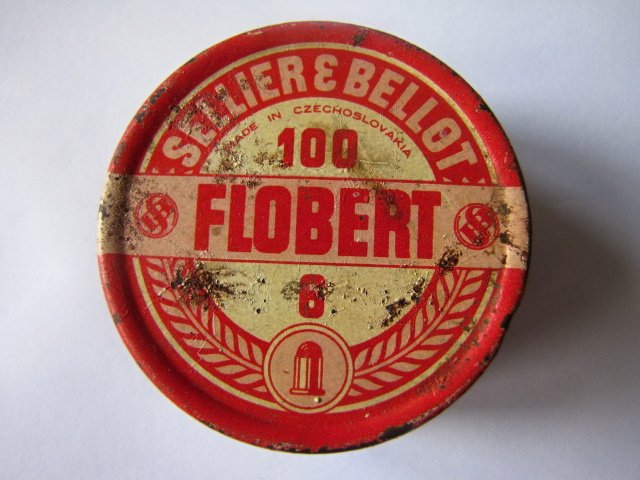 SELLIER & BELLOT
MADE IN CZECHOSLOVAKIA
100
FLOBERT
6